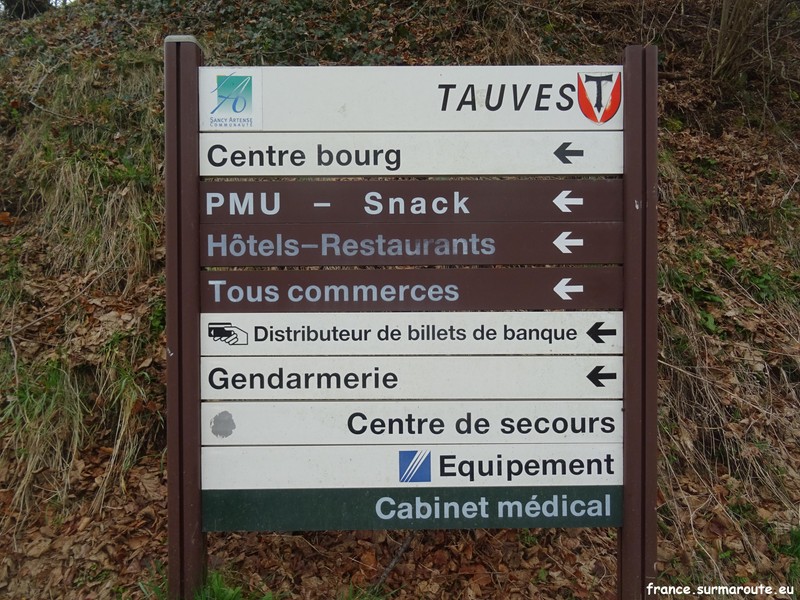 SANCY ARTENSE
COMMUNAUTÉ
TAUVES
T
Centre bourg
PMU – Snack
Hôtels–Restaurants
Tous commerces
Distributeur de billets de banque
Gendarmerie
Centre de secours
Equipement
Cabinet médical
france.surmaroute.eu